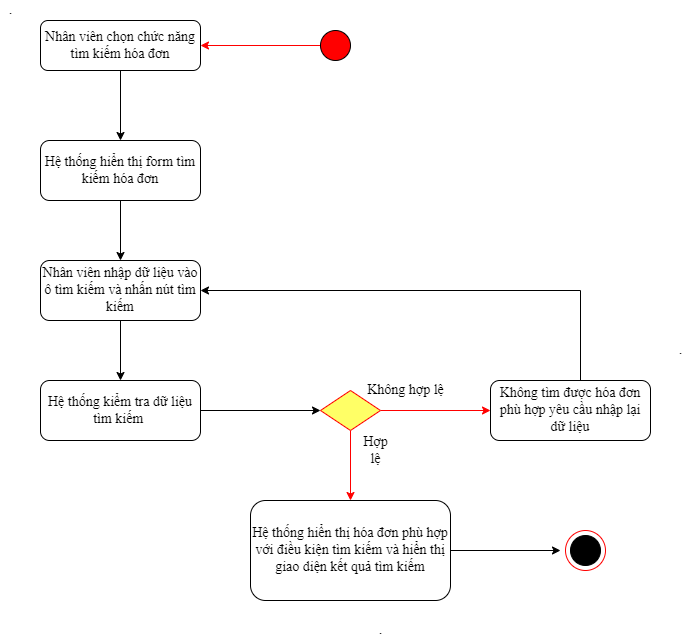 Nhân viên chọn chức năng
tìm kiếm hóa đơn
Hệ thống hiển thị form tìm
kiếm hóa đơn
Nhân viên nhập dữ liệu vào
ô tìm kiếm và nhấn nút tìm
kiếm
Hệ thống kiểm tra dữ liệu
tìm kiếm
Không hợp lệ
Không tìm được hóa đơn
phù hợp yêu cầu nhập lại
dữ liệu
Hợp
lệ
Hệ thống hiển thị hóa đơn phù hợp
với điều kiện tìm kiếm và hiển thị
giao diện kết quả tìm kiếm